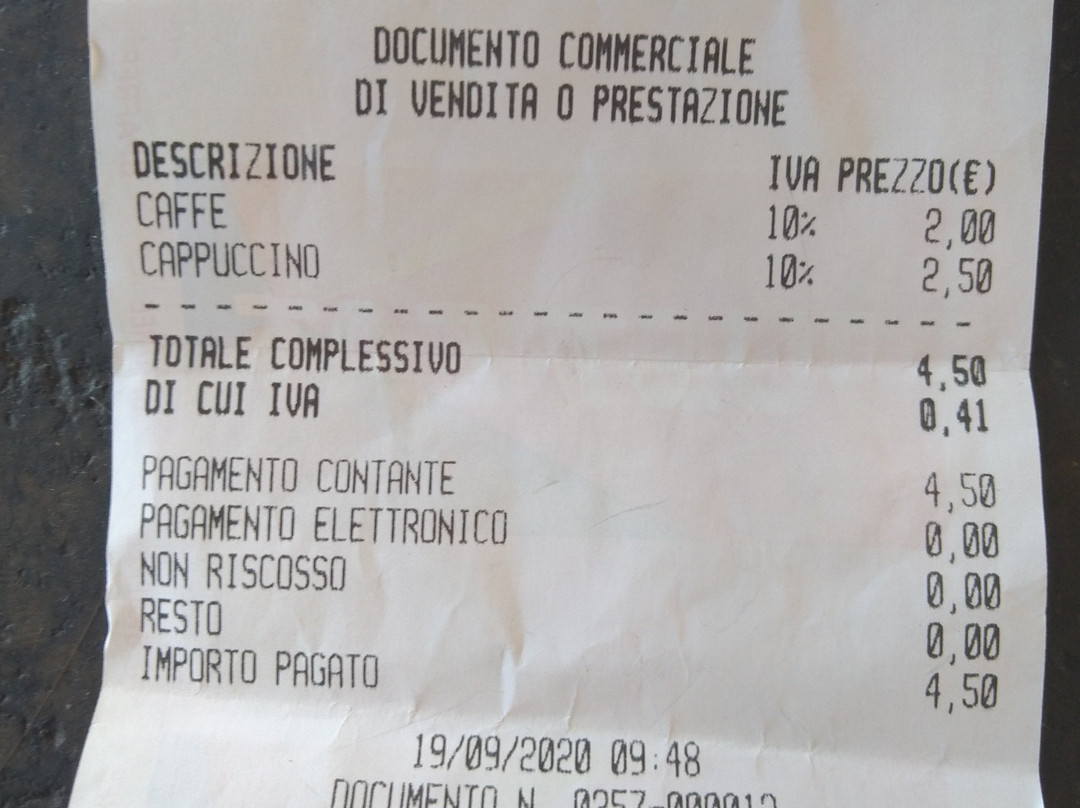 DOCUMENTO COMMERCIALE
DI VENDITA O PRESTAZIONE
DESCRIZIONE IVA PREZZO(€)
CAFFE 10% 2,00
CAPPUCCINO 10% 2,50
TOTALE COMPLESSIVO 4,50
DI CUI IVA 0,41
PAGAMENTO CONTANTE 4,50
PAGAMENTO ELETTRONICO 0,00
NON RISCOSSO 0,00
RESTO 0,00
IMPORTO PAGATO 4,50
19/09/2020 09:48
DOCUMENTO N.